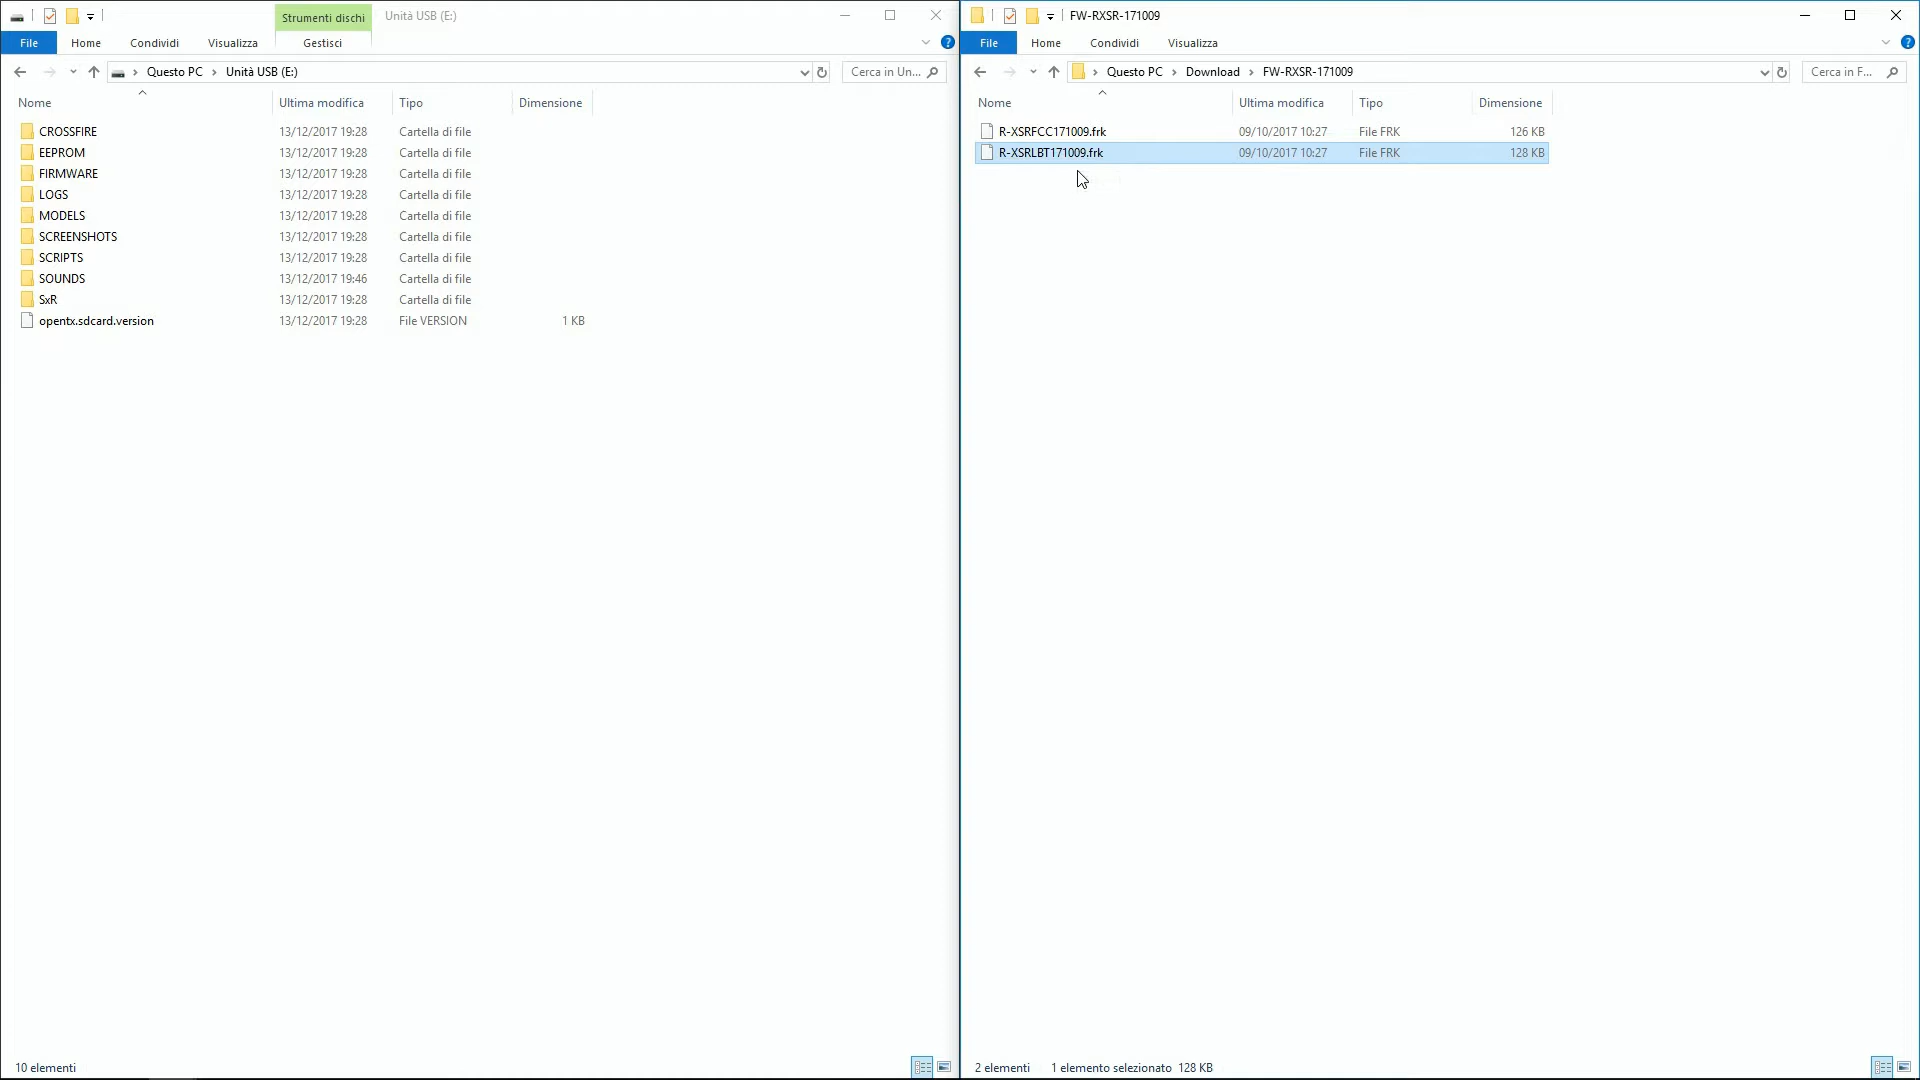 Strumenti dischi
Unità USB (E:)
File
Home
Condividi
Visualizza
Gestisci
Questo PC
Unità USB (E:)
Cerca in Un...
Nome
Ultima modifica
Tipo
Dimensione
CROSSFIRE
13/12/2017 19:28
Cartella di file
EEPROM
13/12/2017 19:28
Cartella di file
FIRMWARE
13/12/2017 19:28
Cartella di file
LOGS
13/12/2017 19:28
Cartella di file
MODELS
13/12/2017 19:28
Cartella di file
SCREENSHOTS
13/12/2017 19:28
Cartella di file
SCRIPTS
13/12/2017 19:28
Cartella di file
SOUNDS
13/12/2017 19:46
Cartella di file
SxR
13/12/2017 19:28
Cartella di file
opentx.sdcard.version
13/12/2017 19:28
File VERSION
1 KB
10 elementi
FW-RXSR-171009
File
Home
Condividi
Visualizza
Questo PC
Download
FW-RXSR-171009
Cerca in F...
Nome
Ultima modifica
Tipo
Dimensione
R-XSRFCC171009.frk
09/10/2017 10:27
File FRK
126 KB
R-XSRLBT171009.frk
09/10/2017 10:27
File FRK
128 KB
2 elementi
1 elemento selezionato 128 KB